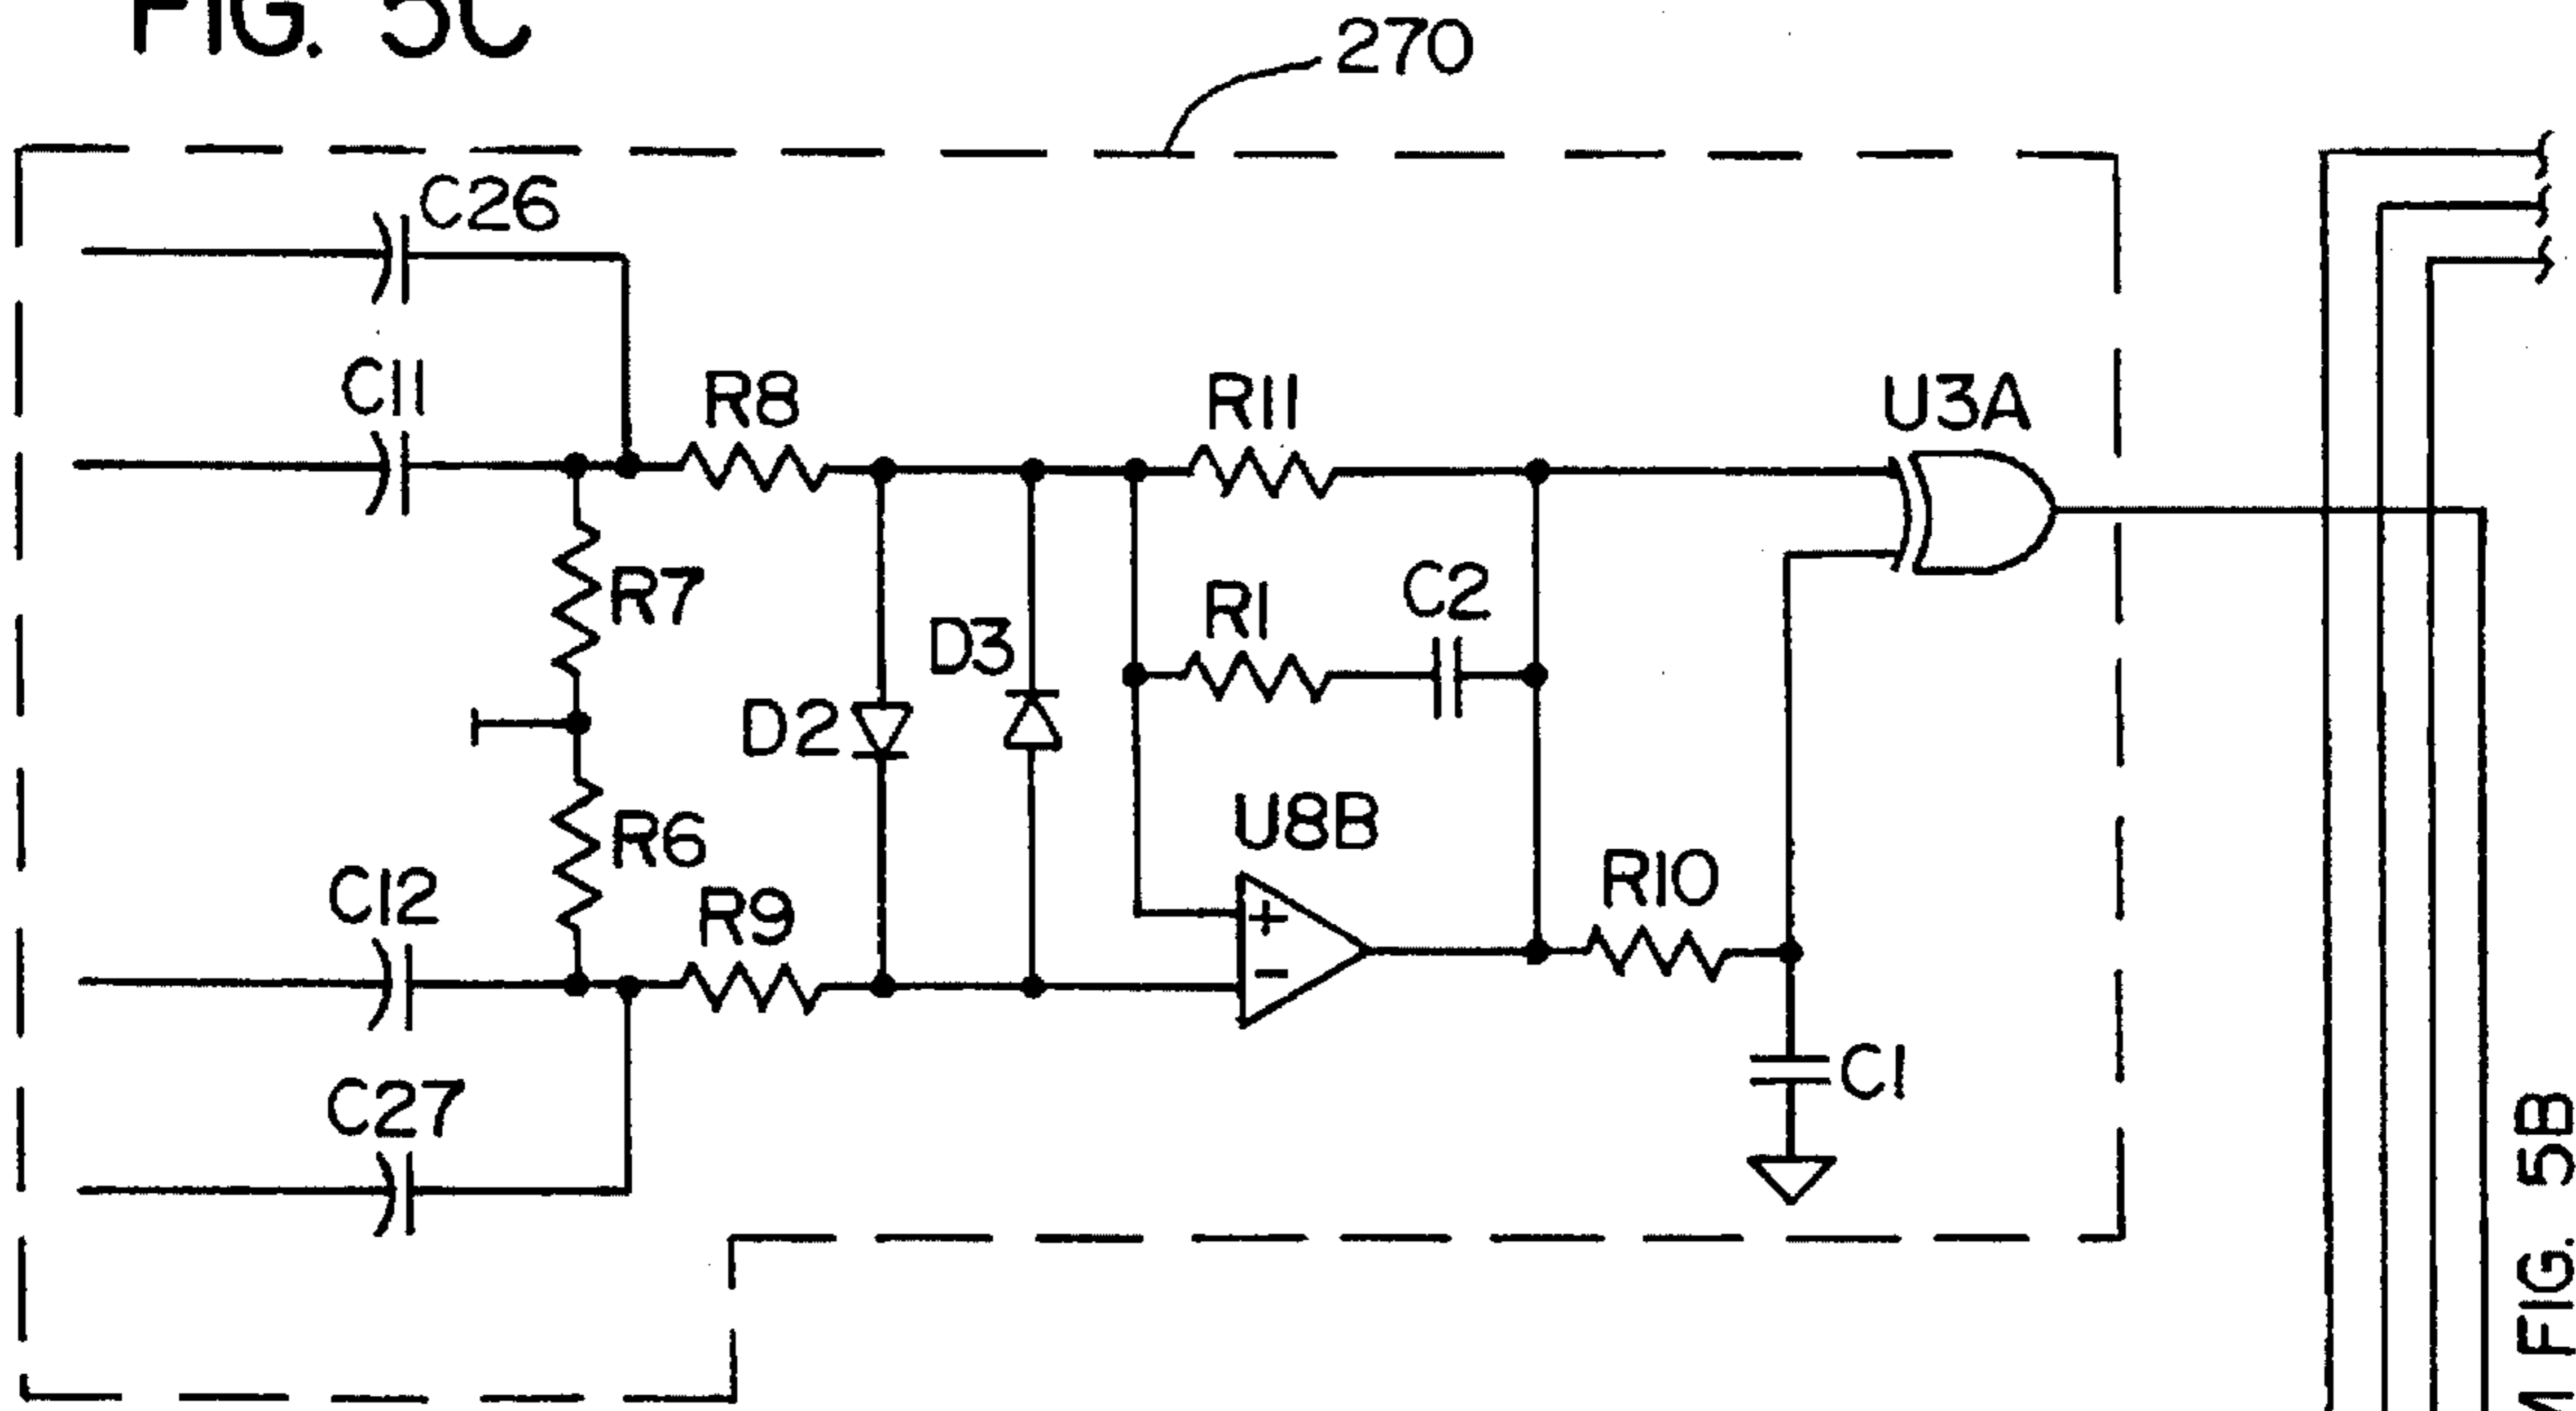 FIG. 5C
270
C26
C11
R8
R11
U3A
R7
R1
C2
D3
D2
U8B
R6
C12
R9
R10
+
-
C1
C27
FIG. 5B